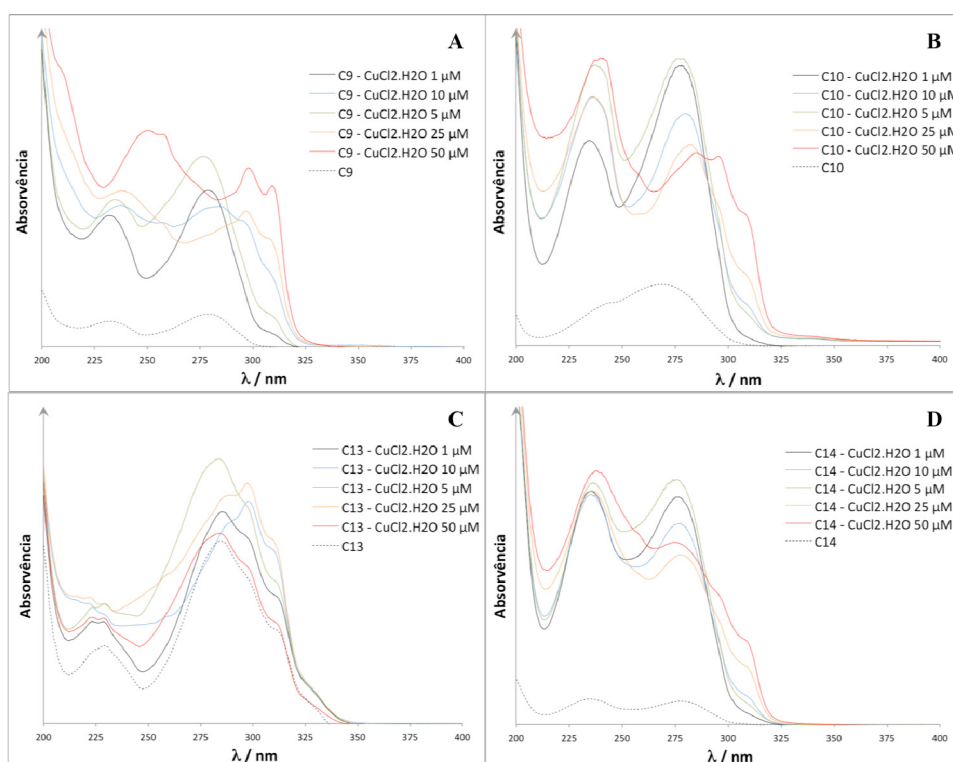 A
C9 - CuCl2.H2O 1 µM
C9 - CuCl2.H2O 10 µM
C9 - CuCl2.H2O 5 µM
C9 - CuCl2.H2O 25 µM
C9 - CuCl2.H2O 50 µM
C9
Absorvência
200 225 250 275 300 325 350 375 400
λ / nm
B
C10 - CuCl2.H2O 1 µM
C10 - CuCl2.H2O 10 µM
C10 - CuCl2.H2O 5 µM
C10 - CuCl2.H2O 25 µM
C10 - CuCl2.H2O 50 µM
C10
Absorvência
200 225 250 275 300 325 350 375 400
λ / nm
C
C13 - CuCl2.H2O 1 µM
C13 - CuCl2.H2O 10 µM
C13 - CuCl2.H2O 5 µM
C13 - CuCl2.H2O 25 µM
C13 - CuCl2.H2O 50 µM
C13
Absorvência
200 225 250 275 300 325 350 375 400
λ / nm
D
C14 - CuCl2.H2O 1 µM
C14 - CuCl2.H2O 10 µM
C14 - CuCl2.H2O 5 µM
C14 - CuCl2.H2O 25 µM
C14 - CuCl2.H2O 50 µM
C14
Absorvência
200 225 250 275 300 325 350 375 400
λ / nm